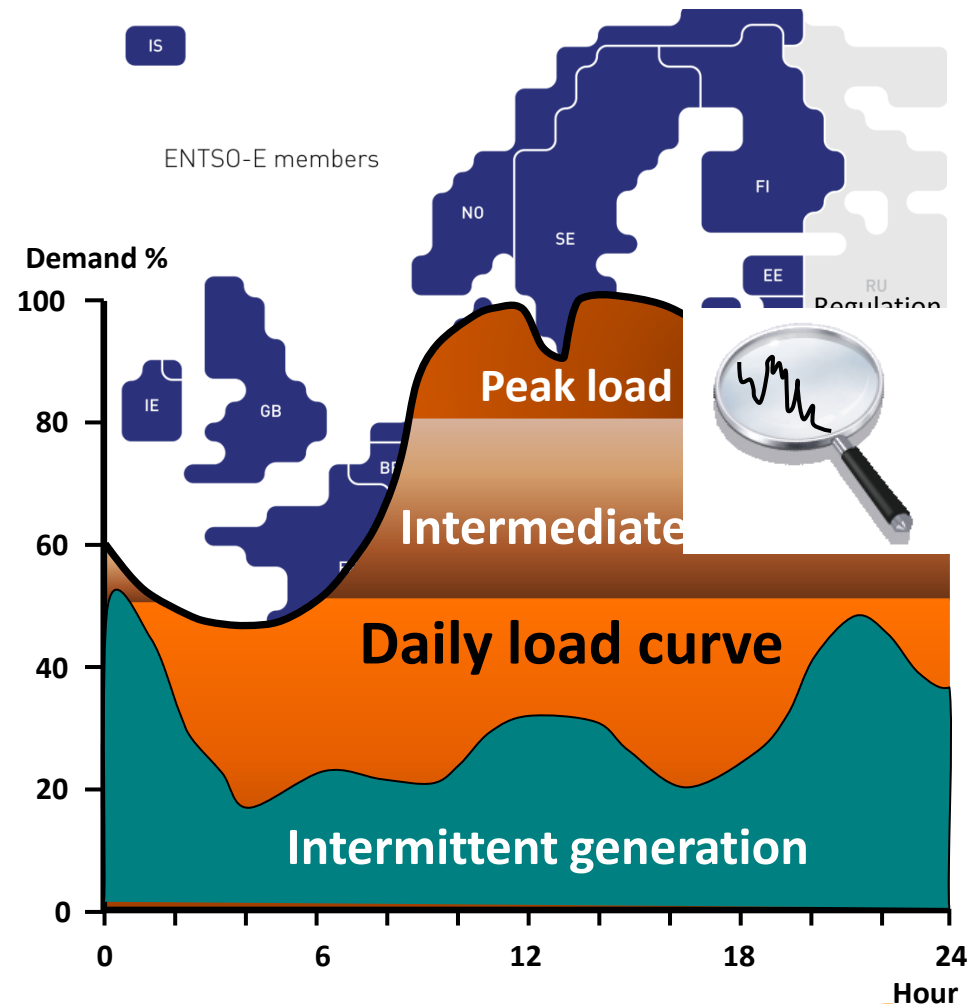 IS
ENTSO-E members
NO
FI
SE
Demand %
EE
RU
100
Regulation
IE
GB
Peak load
80
Intermediate
60
Daily load curve
40
20
Intermittent generation
0
0 6 12 18 24
Hour